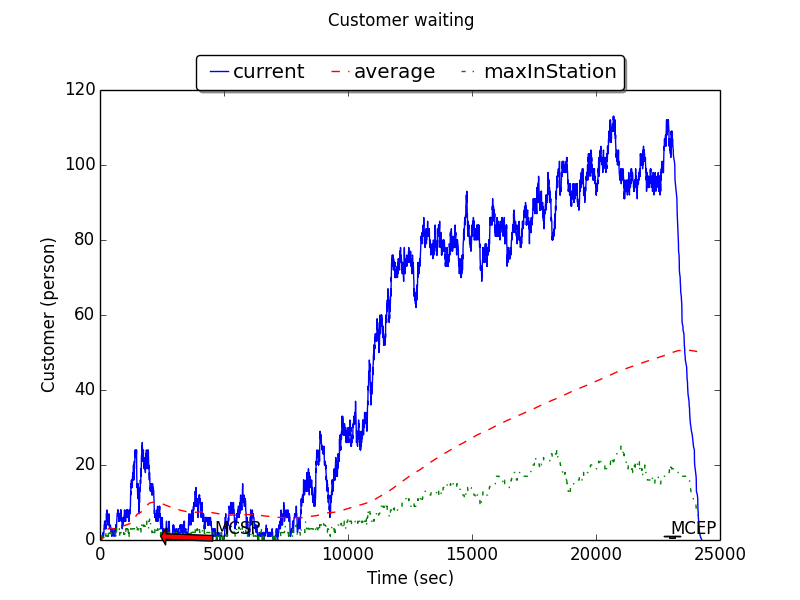 Customer waiting
current average maxInStation
120
100
80
60
40
20
0
Customer (person)
MCSP
MCEP
0 5000 10000 15000 20000 25000
Time (sec)